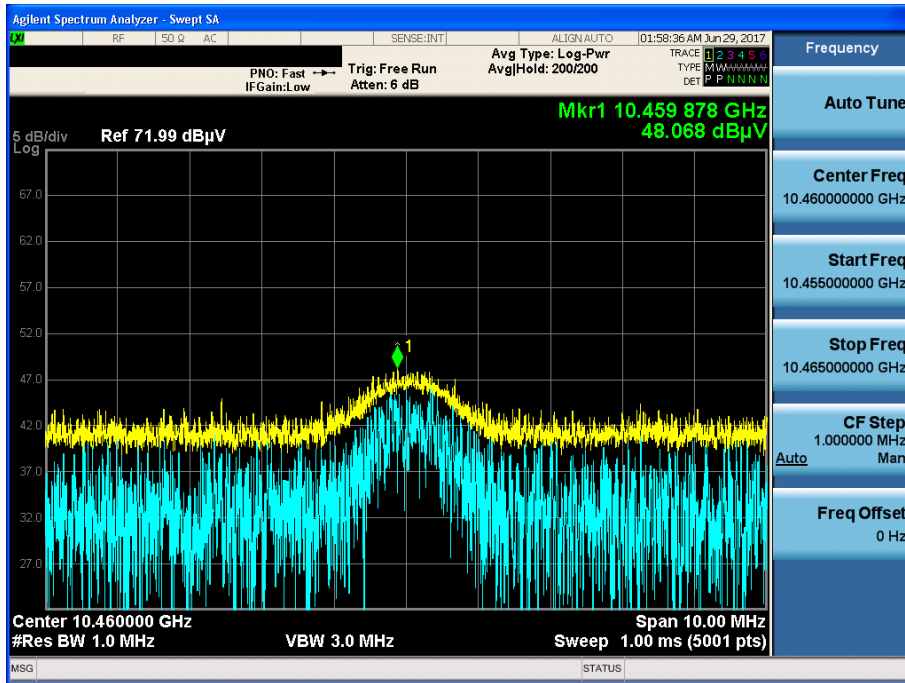 Agilent Spectrum Analyzer - Swept SA
LXI RF 50 Ω AC SENSE:INT ALIGN AUTO 01:58:36 AM Jun 29, 2017
Frequency
PNO: Fast
IFGain:Low
Trig: Free Run
Atten: 6 dB
Avg Type: Log-Pwr
Avg|Hold: 200/200
TRACE 1 2 3 4 5 6
TYPE MWWWWW
DET P P N N N N
Auto Tune
Mkr1 10.459 878 GHz
48.068 dBµV
5 dB/div Ref 71.99 dBµV
Log
67.0
62.0
57.0
52.0
47.0
42.0
37.0
32.0
27.0
1
Center Freq
10.460000000 GHz
Start Freq
10.455000000 GHz
Stop Freq
10.465000000 GHz
CF Step
1.000000 MHz
Auto Man
Freq Offset
0 Hz
Center 10.460000 GHz Span 10.00 MHz
#Res BW 1.0 MHz VBW 3.0 MHz Sweep 1.00 ms (5001 pts)
MSG STATUS